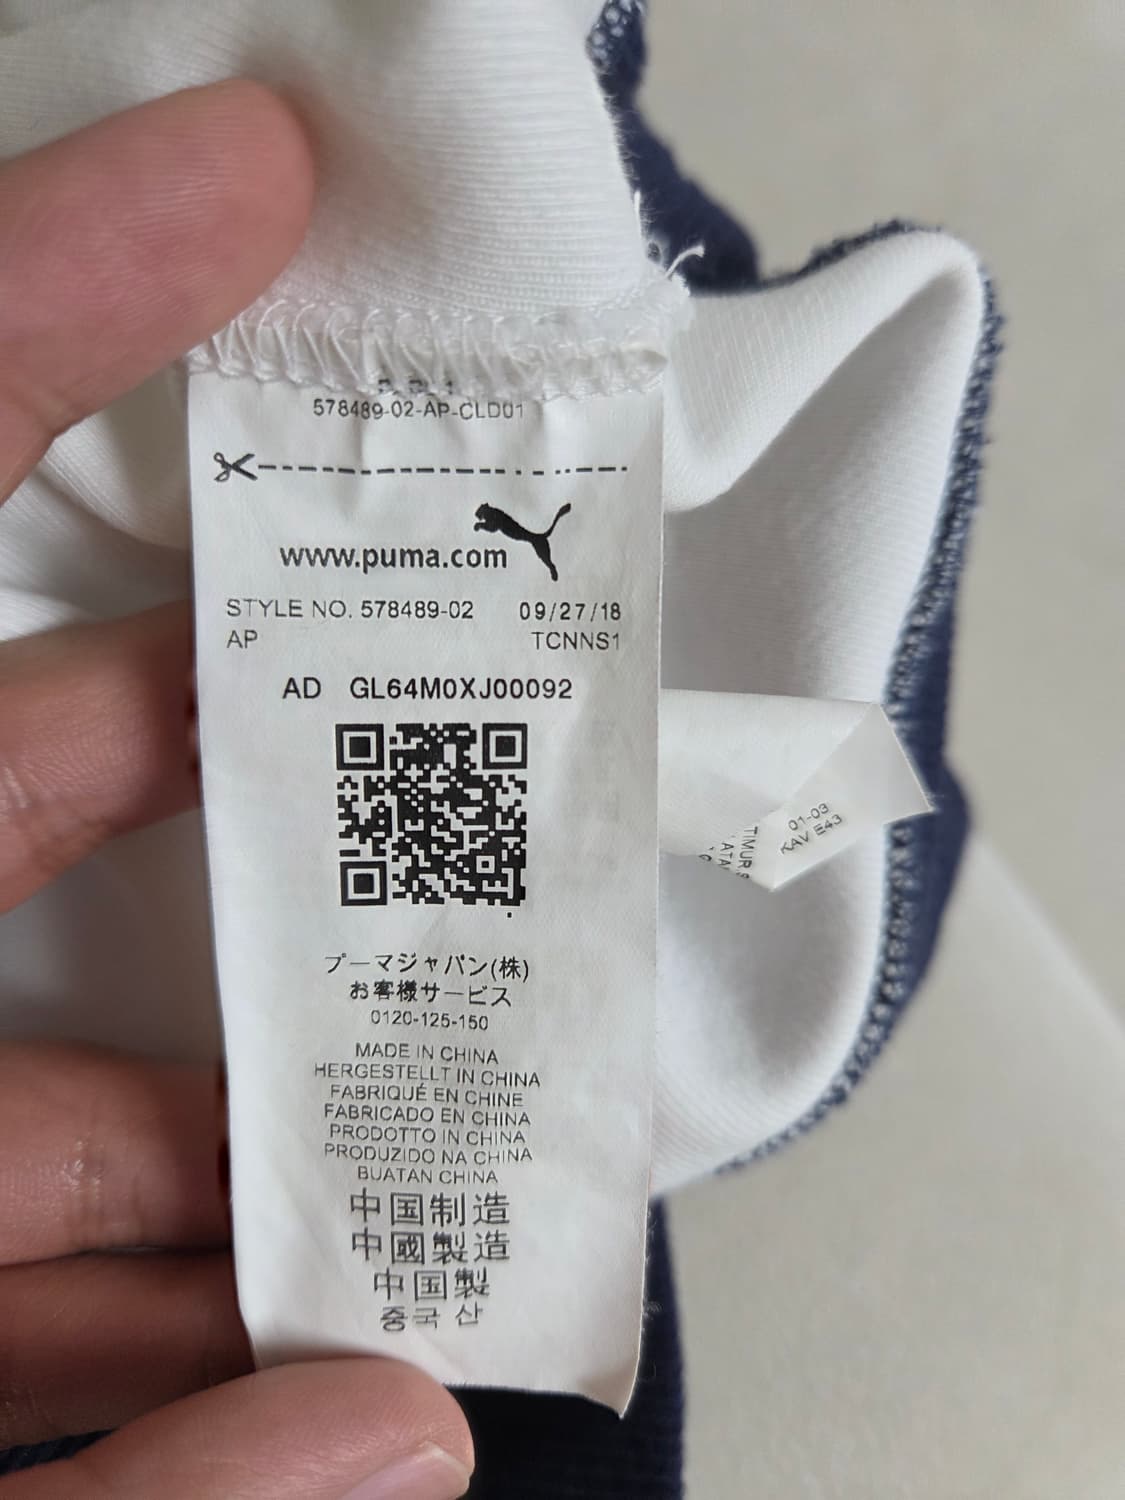 578489-02-AP-CLD01
www.puma.com
STYLE NO. 578489-02 09/27/18
AP TCNNS1
AD GL64M0XJ00092
プーマジャパン(株)
お客様サービス
0120-125-150
MADE IN CHINA
HERGESTELLT IN CHINA
FABRIQUÉ EN CHINE
FABRICADO EN CHINA
PRODOTTO IN CHINA
PRODUZIDO NA CHINA
BUATAN CHINA
中国制造
中國製造
中国製
중국 산
01-03
KAV E43
TIMUR